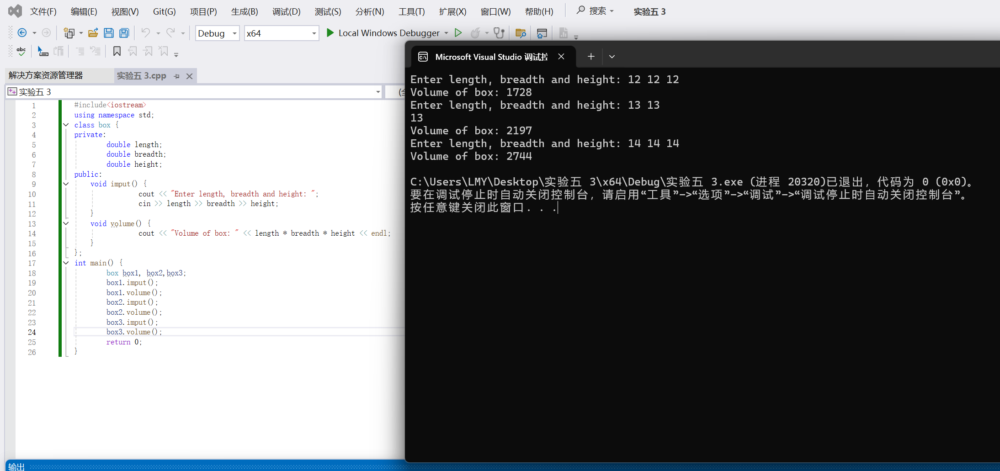 文件(F) 编辑(E) 视图(V) Git(G) 项目(P) 生成(B) 调试(D) 测试(S) 分析(N) 工具(T) 扩展(X) 窗口(W) 帮助(H) 搜索 实验五 3
Debug x64 Local Windows Debugger
abc
解决方案资源管理器 实验五 3.cpp
实验五 3
1 #include<iostream>
2 using namespace std;
3 class box {
4 private:
5 double length;
6 double breadth;
7 double height;
8 public:
9 void imput() {
10 cout << "Enter length, breadth and height: ";
11 cin >> length >> breadth >> height;
12 }
13 void volume() {
14 cout << "Volume of box: " << length * breadth * height << endl;
15 }
16 };
17 int main() {
18 box box1, box2,box3;
19 box1.imput();
20 box1.volume();
21 box2.imput();
22 box2.volume();
23 box3.imput();
24 box3.volume();
25 return 0;
26 }
输出
Microsoft Visual Studio 调试控
Enter length, breadth and height: 12 12 12
Volume of box: 1728
Enter length, breadth and height: 13 13
13
Volume of box: 2197
Enter length, breadth and height: 14 14 14
Volume of box: 2744
C:\Users\LMY\Desktop\实验五 3\x64\Debug\实验五 3.exe (进程 20320)已退出，代码为 0 (0x0)。
要在调试停止时自动关闭控制台，请启用“工具”->“选项”->“调试”->“调试停止时自动关闭控制台”。
按任意键关闭此窗口. . .